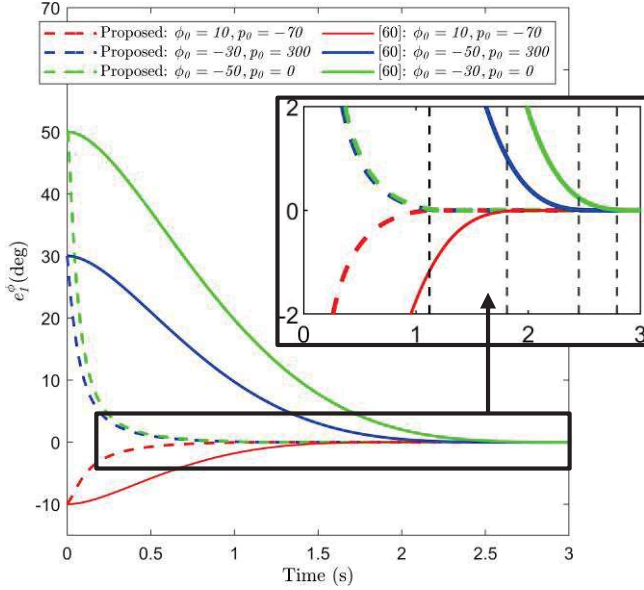 Proposed: ϕ₀ = 10, p₀ = −70 [60]: ϕ₀ = 10, p₀ = −70
Proposed: ϕ₀ = −30, p₀ = 300 [60]: ϕ₀ = −50, p₀ = 300
Proposed: ϕ₀ = −50, p₀ = 0 [60]: ϕ₀ = −30, p₀ = 0
70
50
40
30
20
10
0
-10
e₁^ϕ(deg)
2
0
-2
0 1 2 3
0 0.5 1 1.5 2 2.5 3
Time (s)